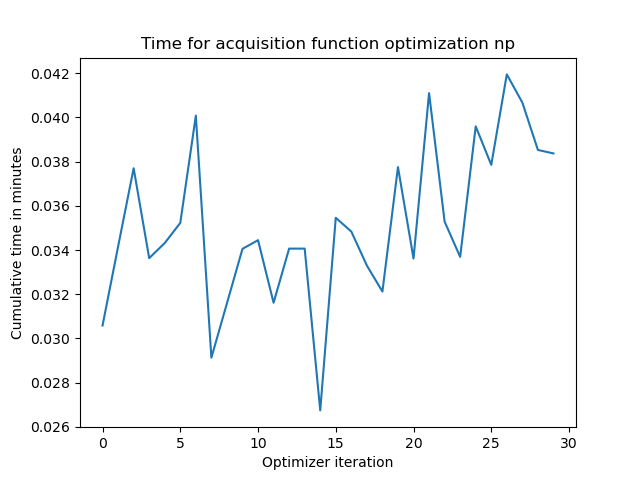 Time for acquisition function optimization np
0.042
0.040
0.038
0.036
0.034
0.032
0.030
0.028
0.026
Cumulative time in minutes
0 5 10 15 20 25 30
Optimizer iteration